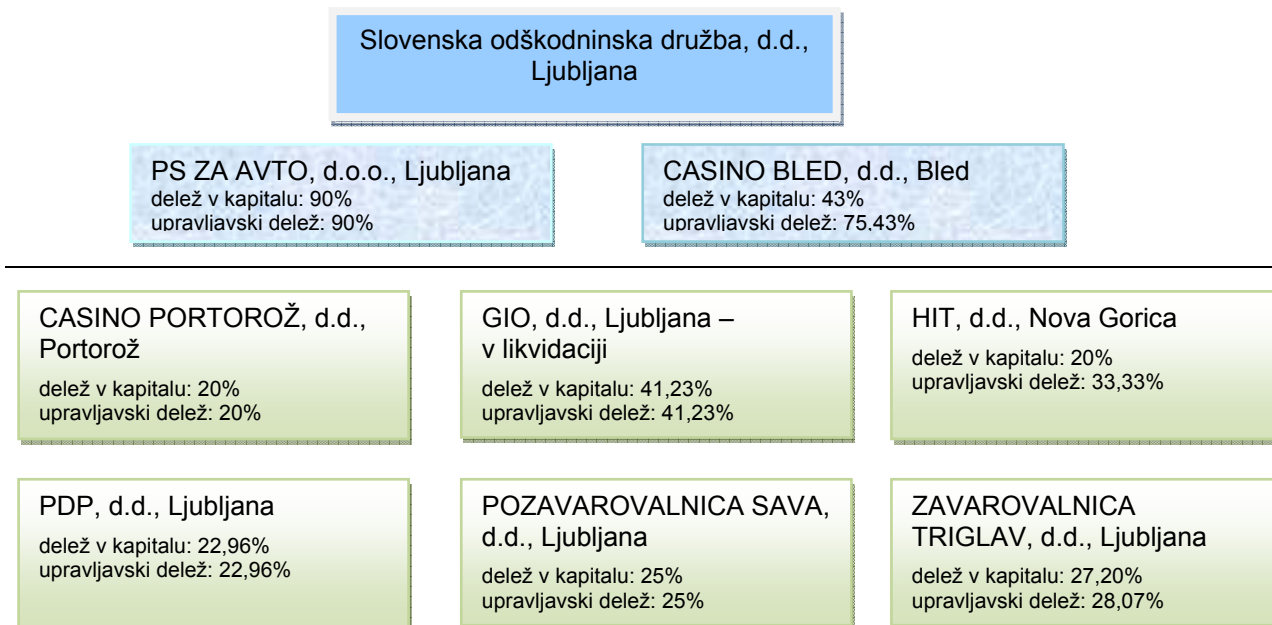 Slovenska odškodninska družba, d.d.,
Ljubljana
PS ZA AVTO, d.o.o., Ljubljana
delež v kapitalu: 90%
upravljavski delež: 90%
CASINO BLED, d.d., Bled
delež v kapitalu: 43%
upravljavski delež: 75,43%
CASINO PORTOROŽ, d.d.,
Portorož
delež v kapitalu: 20%
upravljavski delež: 20%
GIO, d.d., Ljubljana –
v likvidaciji
delež v kapitalu: 41,23%
upravljavski delež: 41,23%
HIT, d.d., Nova Gorica
delež v kapitalu: 20%
upravljavski delež: 33,33%
PDP, d.d., Ljubljana
delež v kapitalu: 22,96%
upravljavski delež: 22,96%
POZAVAROVALNICA SAVA,
d.d., Ljubljana
delež v kapitalu: 25%
upravljavski delež: 25%
ZAVAROVALNICA
TRIGLAV, d.d., Ljubljana
delež v kapitalu: 27,20%
upravljavski delež: 28,07%